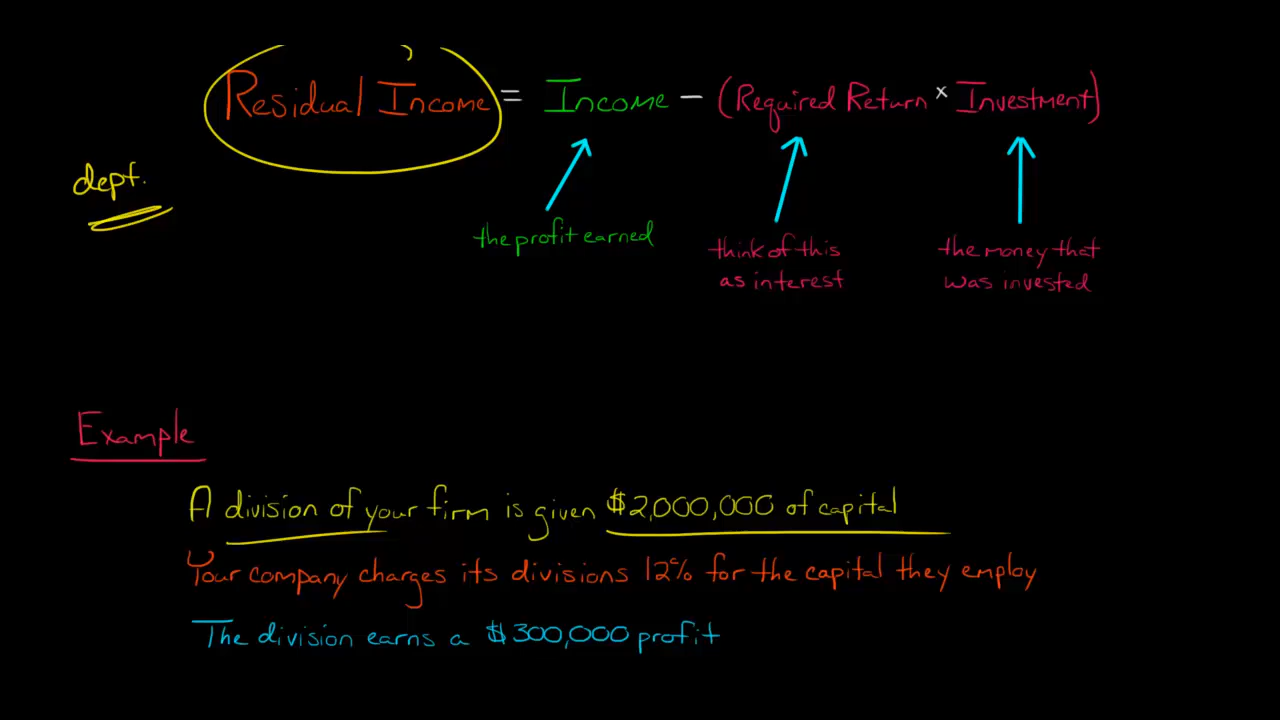 Residual Income = Income - (Required Return x Investment)
dept.
the profit earned
think of this
as interest
the money that
was invested
Example
A division of your firm is given $2,000,000 of capital
Your company charges its divisions 12% for the capital they employ
The division earns a $300,000 profit